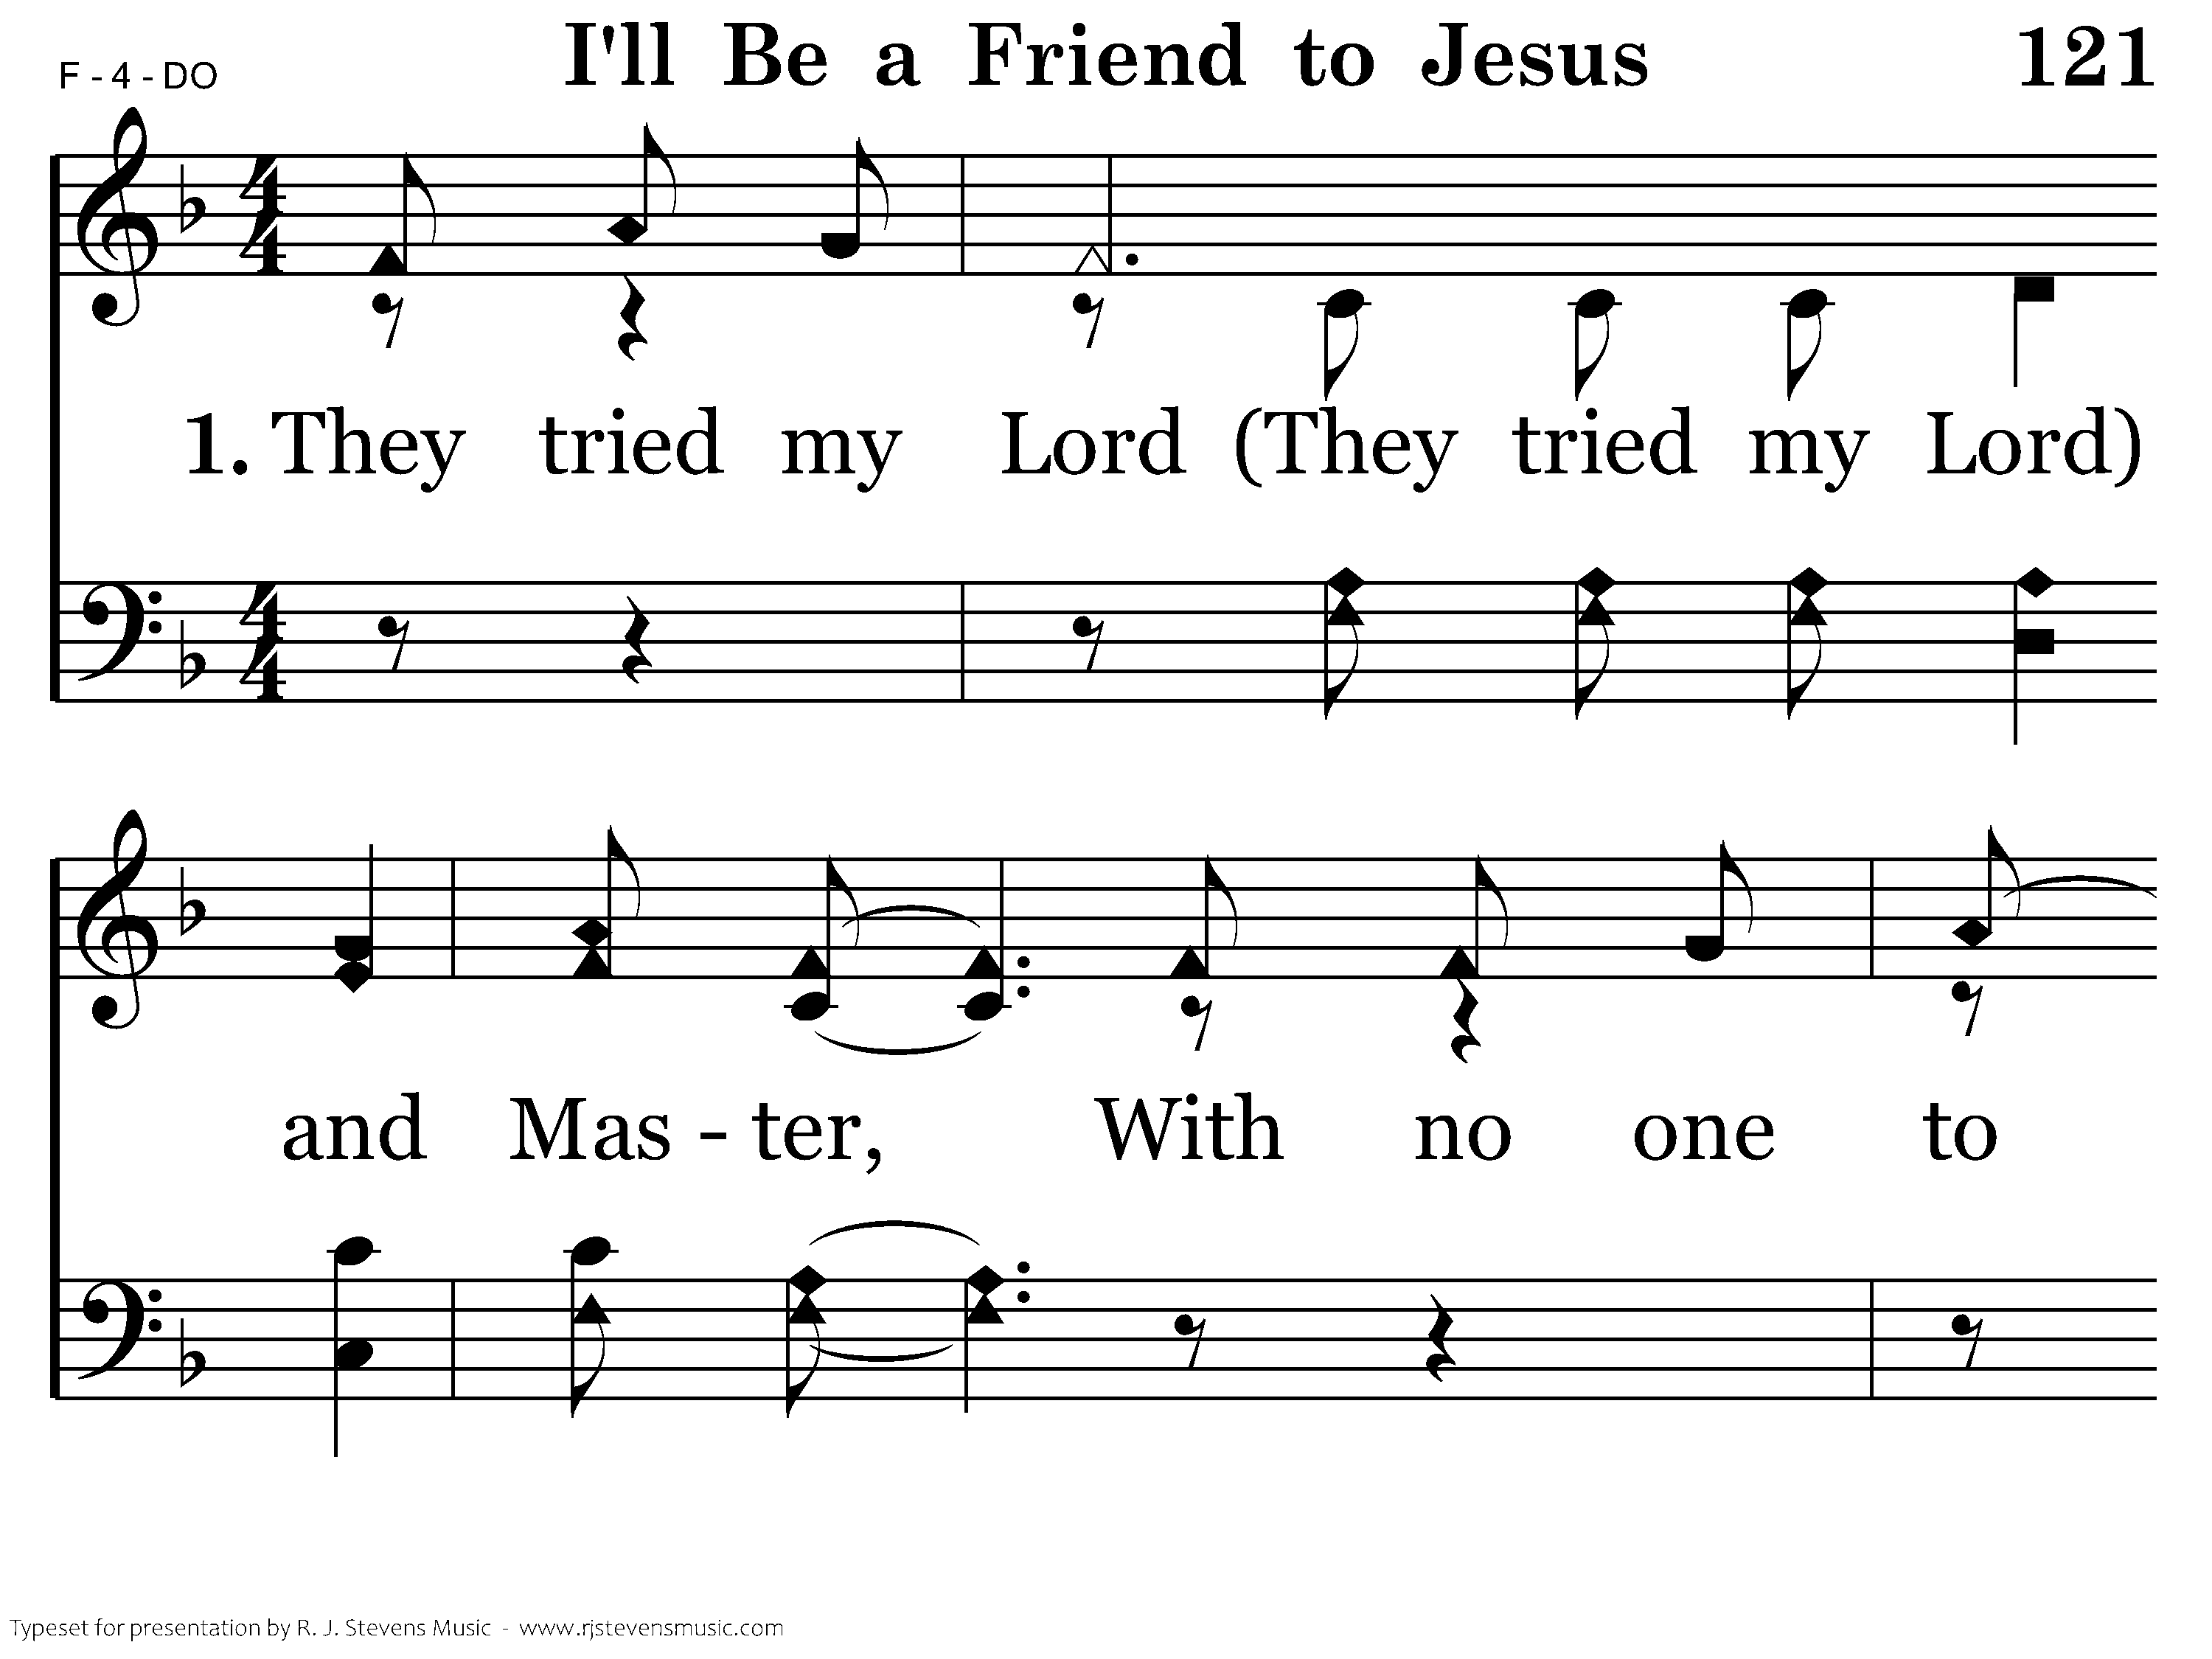 I'll Be a Friend to Jesus
121
F - 4 - DO
1. They tried my Lord (They tried my Lord)
and Mas - ter, With no one to
Typeset for presentation by R. J. Stevens Music - www.rjstevensmusic.com